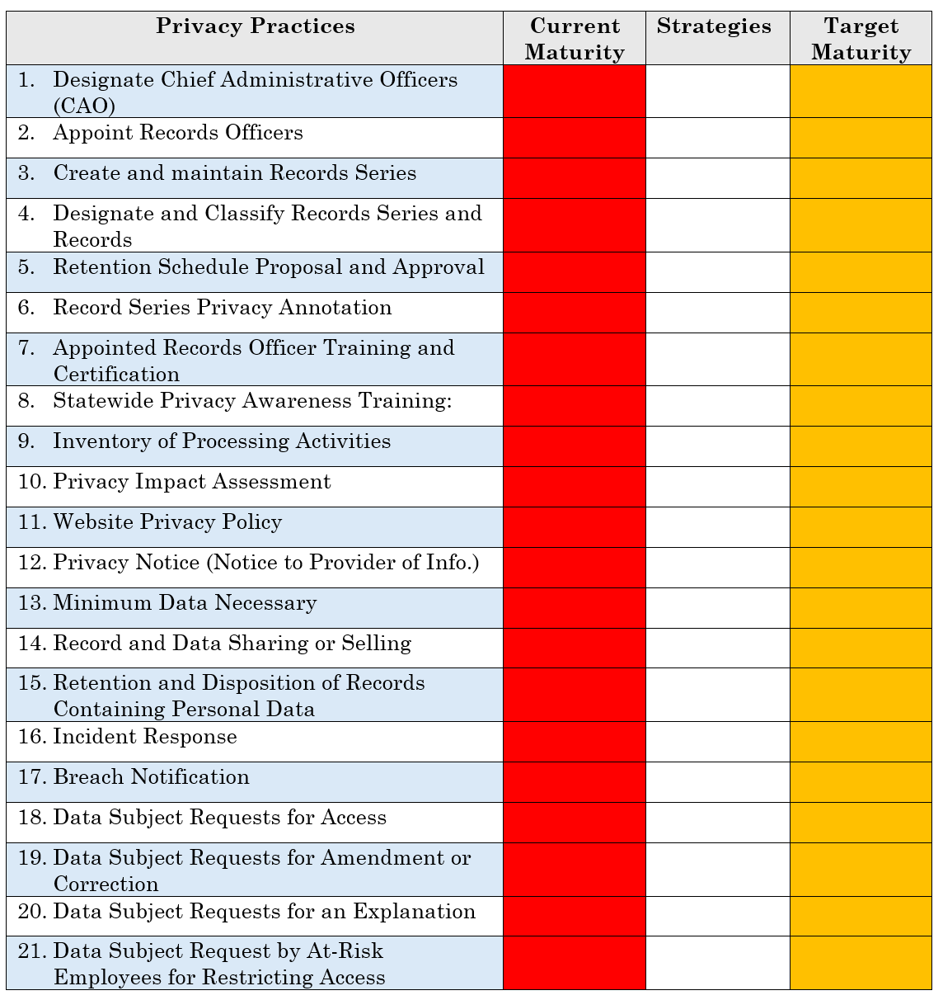 Privacy Practices
Current Maturity
Strategies
Target Maturity
1. Designate Chief Administrative Officers
(CAO)
2. Appoint Records Officers
3. Create and maintain Records Series
4. Designate and Classify Records Series and
Records
5. Retention Schedule Proposal and Approval
6. Record Series Privacy Annotation
7. Appointed Records Officer Training and
Certification
8. Statewide Privacy Awareness Training:
9. Inventory of Processing Activities
10. Privacy Impact Assessment
11. Website Privacy Policy
12. Privacy Notice (Notice to Provider of Info.)
13. Minimum Data Necessary
14. Record and Data Sharing or Selling
15. Retention and Disposition of Records
Containing Personal Data
16. Incident Response
17. Breach Notification
18. Data Subject Requests for Access
19. Data Subject Requests for Amendment or
Correction
20. Data Subject Requests for an Explanation
21. Data Subject Request by At-Risk
Employees for Restricting Access